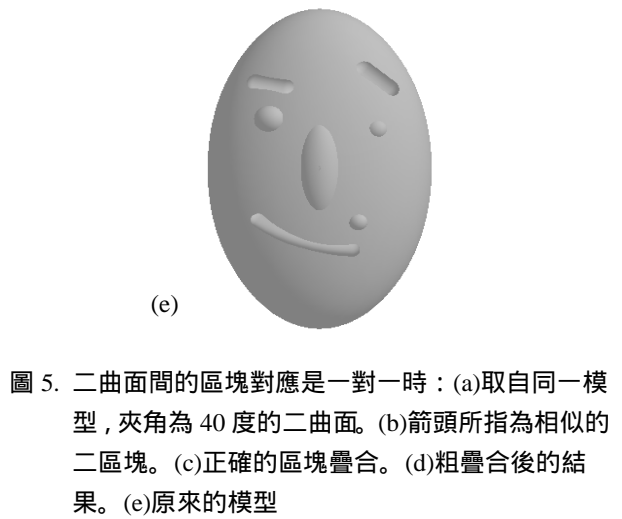 (e)
圖 5. 二曲面間的區塊對應是一對一時：(a)取自同一模
型，夾角為 40 度的二曲面。(b)箭頭所指為相似的
二區塊。(c)正確的區塊疊合。(d)粗疊合後的結
果。(e)原來的模型